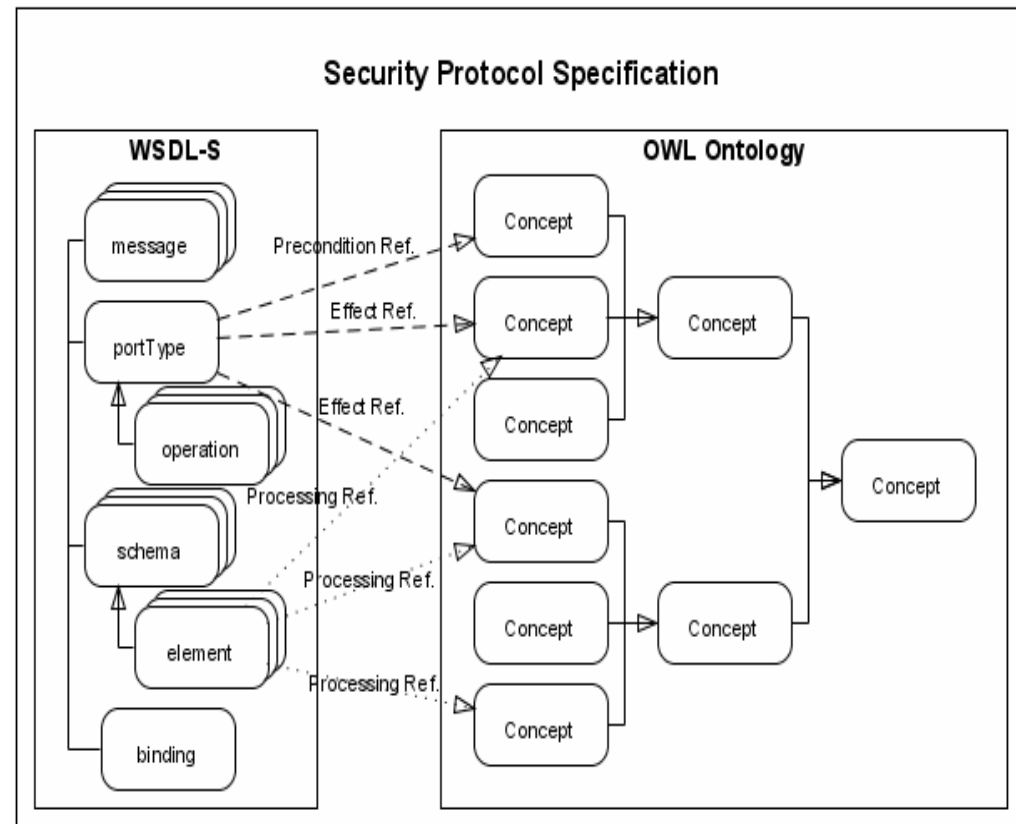 Security Protocol Specification
WSDL-S
message
portType
operation
schema
element
binding
Precondition Ref.
Effect Ref.
Effect Ref.
Processing Ref.
Processing Ref.
Processing Ref.
OWL Ontology
Concept
Concept
Concept
Concept
Concept
Concept
Concept
Concept
Concept